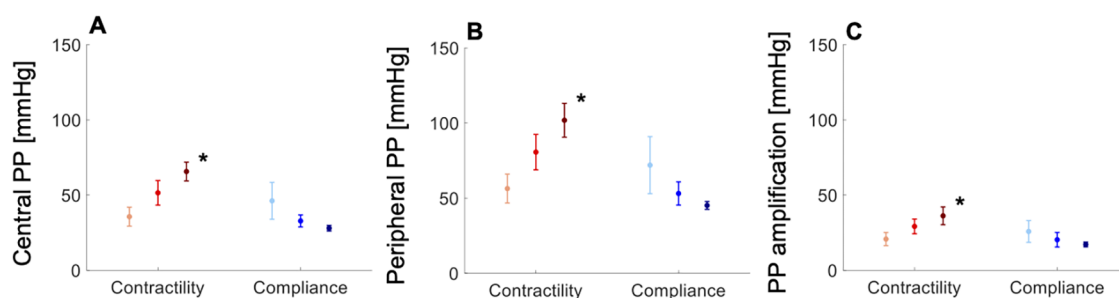 A
Central PP [mmHg]
150
100
50
0
*
Contractility
Compliance
B
Peripheral PP [mmHg]
150
100
50
0
*
Contractility
Compliance
C
PP amplification [mmHg]
150
100
50
0
*
Contractility
Compliance